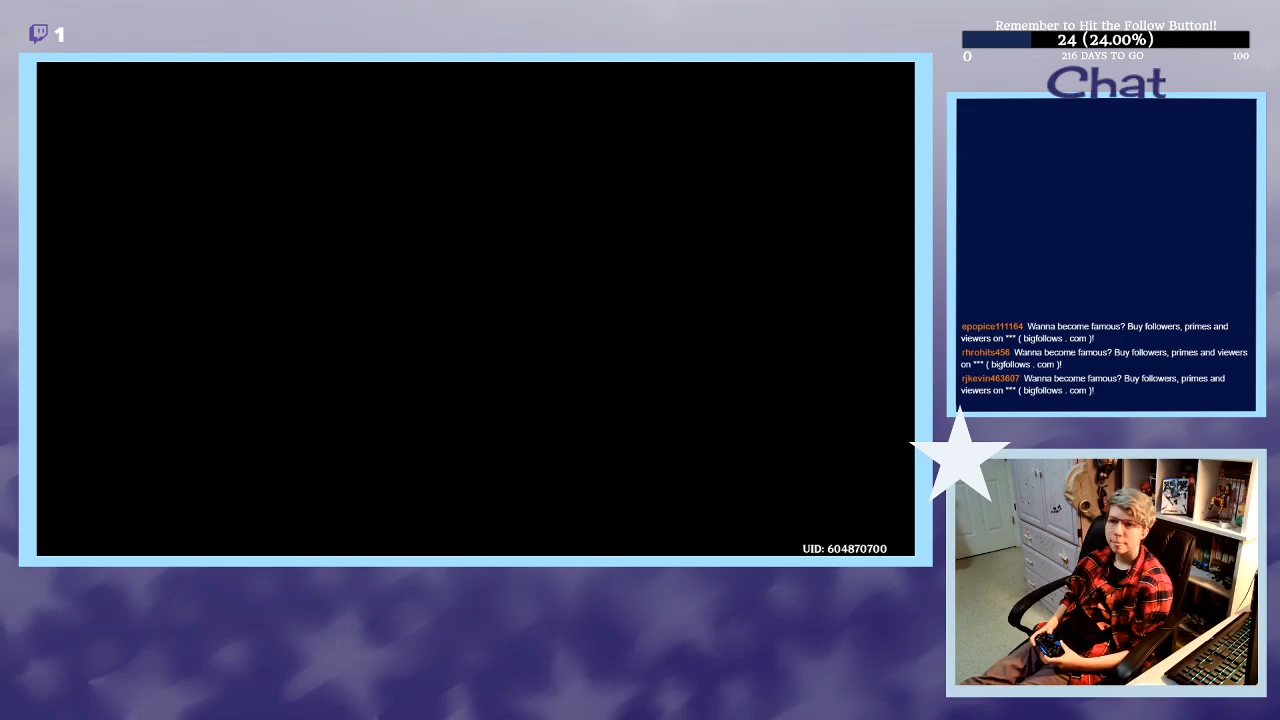 1
Remember to Hit the Follow Button!!
24 (24.00%)
0
216 DAYS TO GO
100
Chat
epopice111164 Wanna become famous? Buy followers, primes and
viewers on *** ( bigfollows . com )!
rhrohits456 Wanna become famous? Buy followers, primes and viewers
on *** ( bigfollows . com )!
rjkevin463607 Wanna become famous? Buy followers, primes and
viewers on *** ( bigfollows . com )!
UID: 604870700